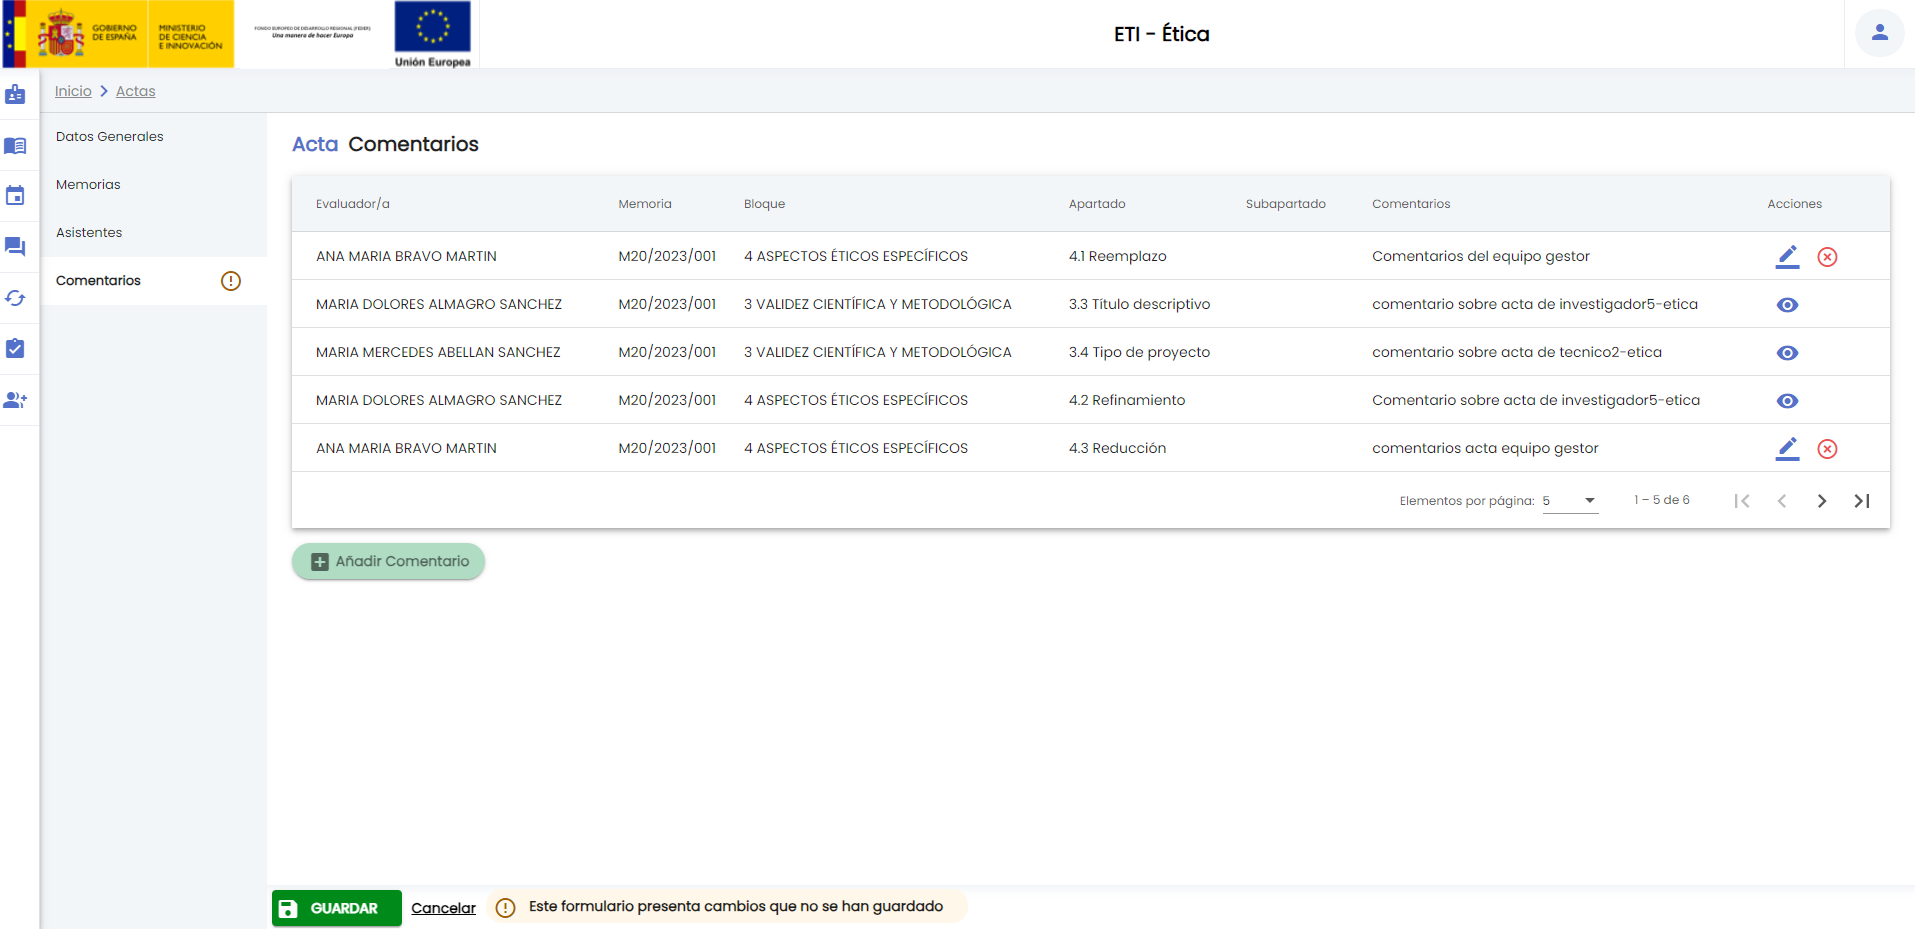 GOBIERNO
DE ESPAÑA
MINISTERIO
DE CIENCIA
E INNOVACIÓN
FONDO EUROPEO DE DESARROLLO REGIONAL (FEDER)
Una manera de hacer Europa
Unión Europea
ETI - Ética
Inicio > Actas
Datos Generales
Memorias
Asistentes
Comentarios
Acta Comentarios
Evaluador/a Memoria Bloque Apartado Subapartado Comentarios Acciones
ANA MARIA BRAVO MARTIN M20/2023/001 4 ASPECTOS ÉTICOS ESPECÍFICOS 4.1 Reemplazo Comentarios del equipo gestor
MARIA DOLORES ALMAGRO SANCHEZ M20/2023/001 3 VALIDEZ CIENTÍFICA Y METODOLÓGICA 3.3 Título descriptivo comentario sobre acta de investigador5-etica
MARIA MERCEDES ABELLAN SANCHEZ M20/2023/001 3 VALIDEZ CIENTÍFICA Y METODOLÓGICA 3.4 Tipo de proyecto comentario sobre acta de tecnico2-etica
MARIA DOLORES ALMAGRO SANCHEZ M20/2023/001 4 ASPECTOS ÉTICOS ESPECÍFICOS 4.2 Refinamiento Comentario sobre acta de investigador5-etica
ANA MARIA BRAVO MARTIN M20/2023/001 4 ASPECTOS ÉTICOS ESPECÍFICOS 4.3 Reducción comentarios acta equipo gestor
Elementos por página: 5 1 – 5 de 6
Añadir Comentario
GUARDAR Cancelar Este formulario presenta cambios que no se han guardado